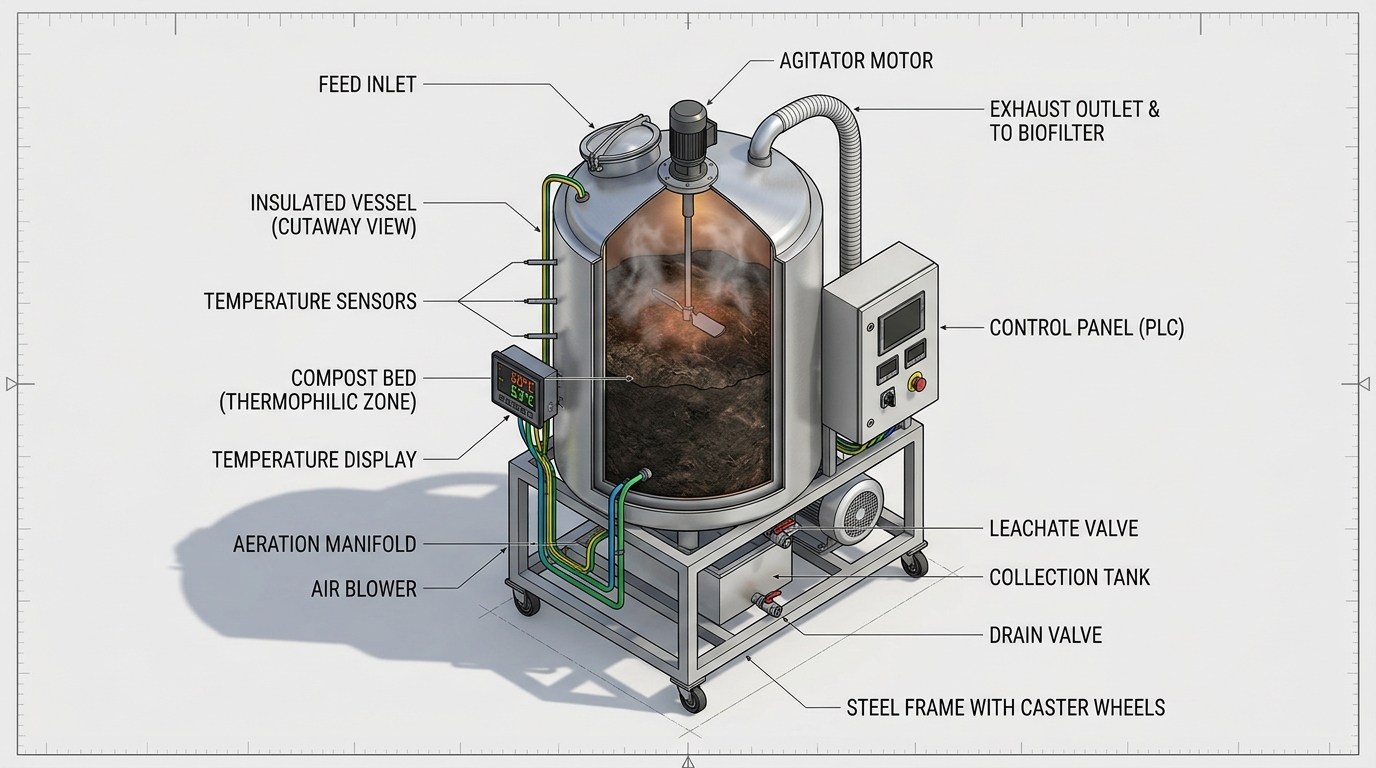 AGITATOR MOTOR
FEED INLET
EXHAUST OUTLET &
TO BIOFILTER
INSULATED VESSEL
(CUTAWAY VIEW)
TEMPERATURE SENSORS
CONTROL PANEL (PLC)
COMPOST BED
(THERMOPHILIC ZONE)
60°C
53°C
TEMPERATURE DISPLAY
LEACHATE VALVE
AERATION MANIFOLD
COLLECTION TANK
AIR BLOWER
DRAIN VALVE
STEEL FRAME WITH CASTER WHEELS